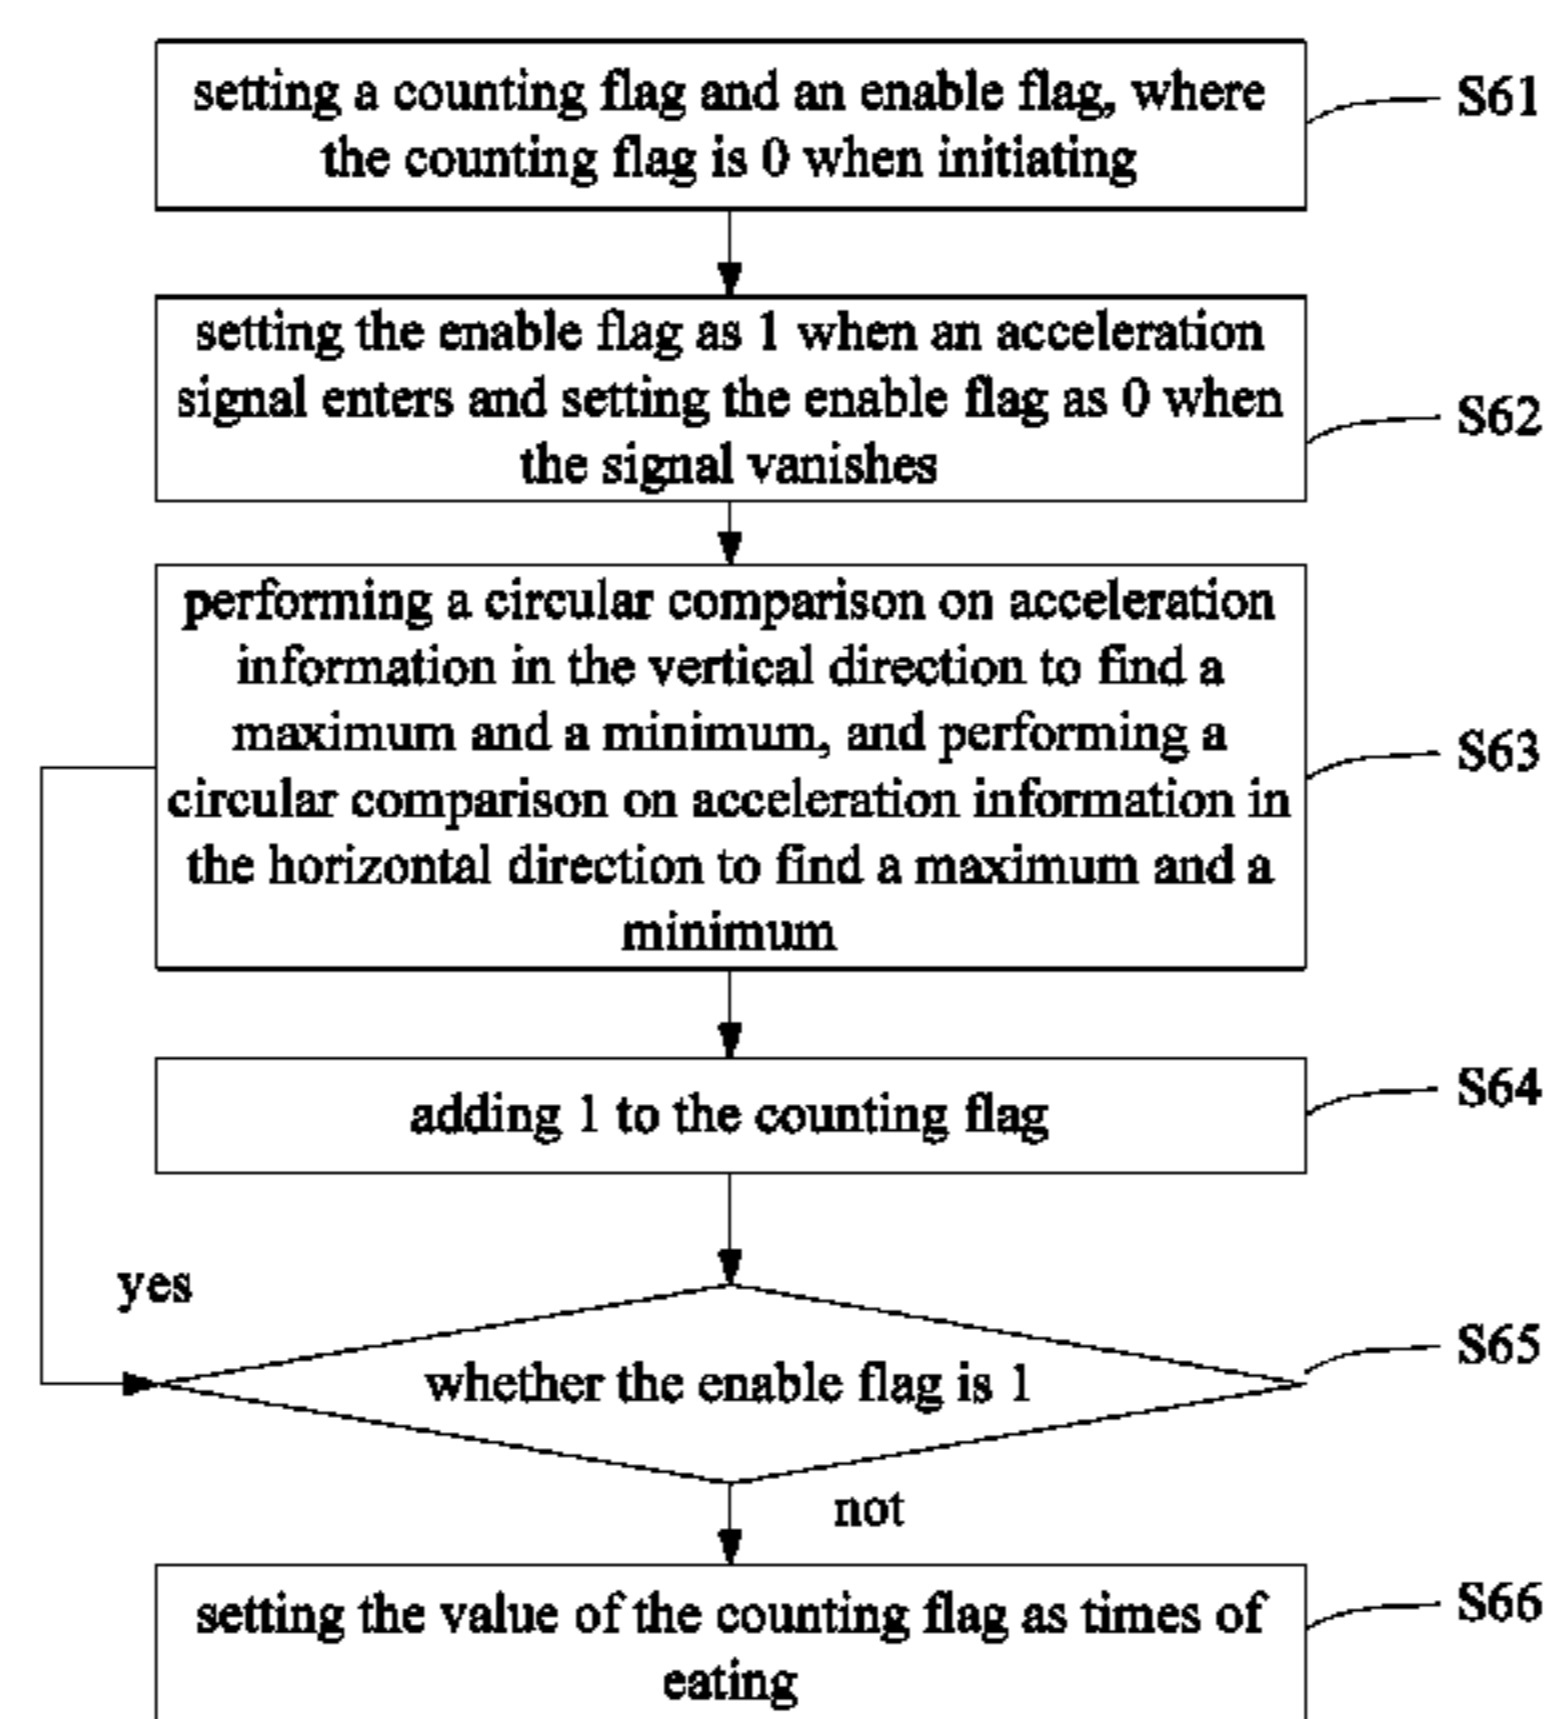 setting a counting flag and an enable flag, where
the counting flag is 0 when initiating
S61
setting the enable flag as 1 when an acceleration
signal enters and setting the enable flag as 0 when
the signal vanishes
S62
performing a circular comparison on acceleration
information in the vertical direction to find a
maximum and a minimum, and performing a
circular comparison on acceleration information in
the horizontal direction to find a maximum and a
minimum
S63
adding 1 to the counting flag
S64
yes
whether the enable flag is 1
S65
not
setting the value of the counting flag as times of
eating
S66